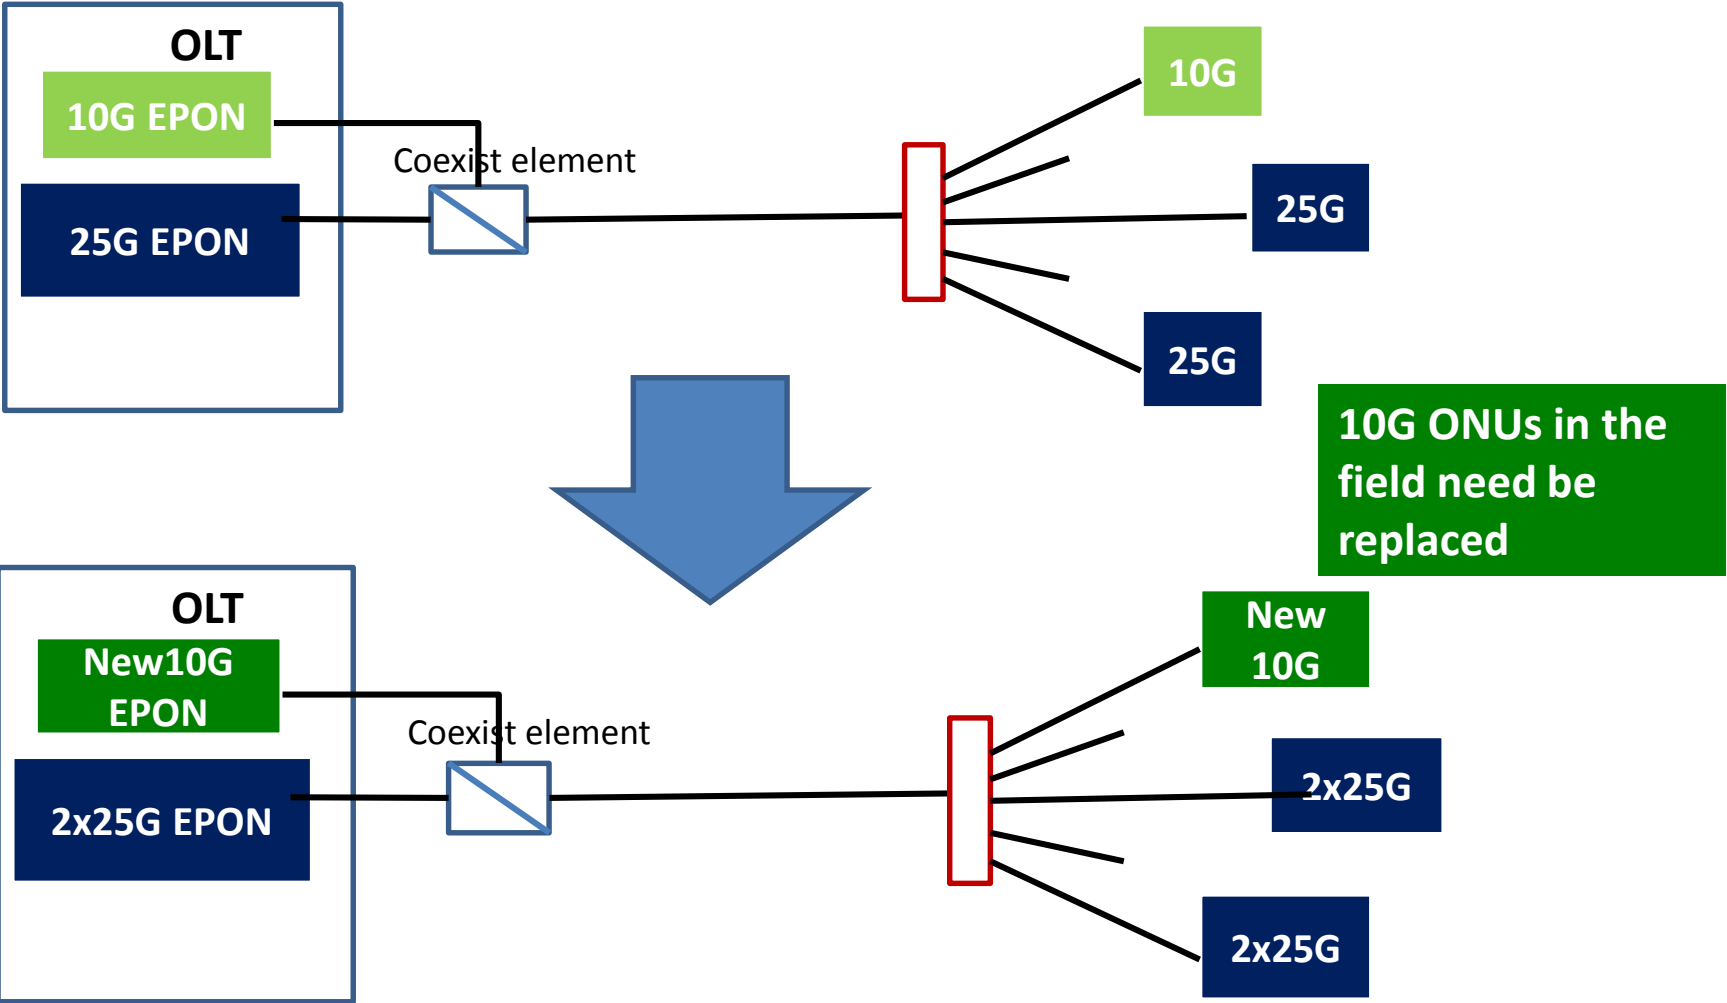 OLT
10G EPON
Coexist element
25G EPON
10G
25G
25G
10G ONUs in the
field need be
replaced
OLT
New10G
EPON
Coexist element
2x25G EPON
New
10G
2x25G
2x25G